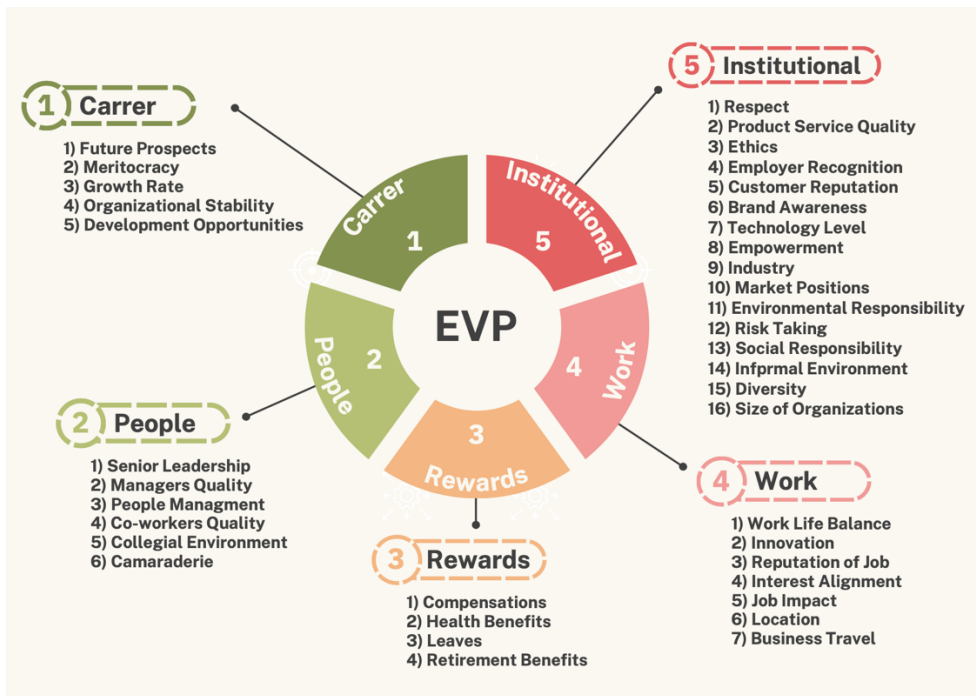 1 Carrer
1) Future Prospects
2) Meritocracy
3) Growth Rate
4) Organizational Stability
5) Development Opportunities
2 People
1) Senior Leadership
2) Managers Quality
3) People Managment
4) Co-workers Quality
5) Collegial Environment
6) Camaraderie
Carrer
1
People
2
EVP
3
Rewards
4
Work
Institutional
5
3 Rewards
1) Compensations
2) Health Benefits
3) Leaves
4) Retirement Benefits
5 Institutional
1) Respect
2) Product Service Quality
3) Ethics
4) Employer Recognition
5) Customer Reputation
6) Brand Awareness
7) Technology Level
8) Empowerment
9) Industry
10) Market Positions
11) Environmental Responsibility
12) Risk Taking
13) Social Responsibility
14) Infprmal Environment
15) Diversity
16) Size of Organizations
4 Work
1) Work Life Balance
2) Innovation
3) Reputation of Job
4) Interest Alignment
5) Job Impact
6) Location
7) Business Travel